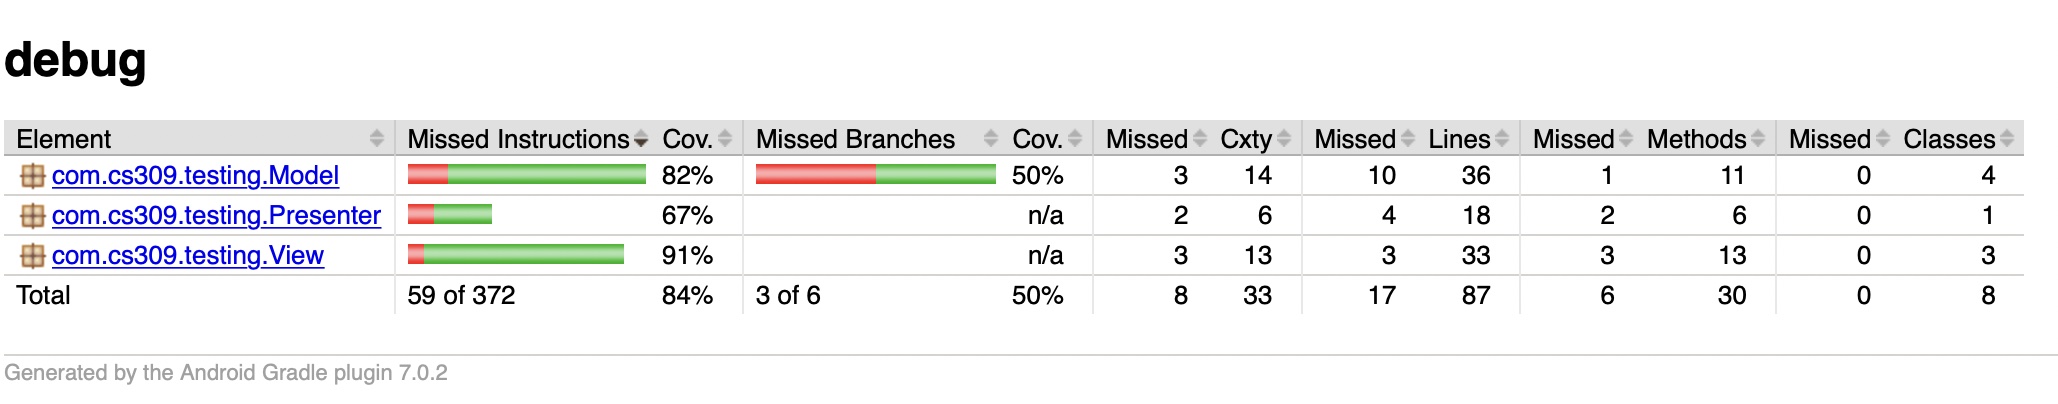 debug
Element Missed Instructions Cov. Missed Branches Cov. Missed Cxty Missed Lines Missed Methods Missed Classes
com.cs309.testing.Model 82% 50% 3 14 10 36 1 11 0 4
com.cs309.testing.Presenter 67% n/a 2 6 4 18 2 6 0 1
com.cs309.testing.View 91% n/a 3 13 3 33 3 13 0 3
Total 59 of 372 84% 3 of 6 50% 8 33 17 87 6 30 0 8
Generated by the Android Gradle plugin 7.0.2